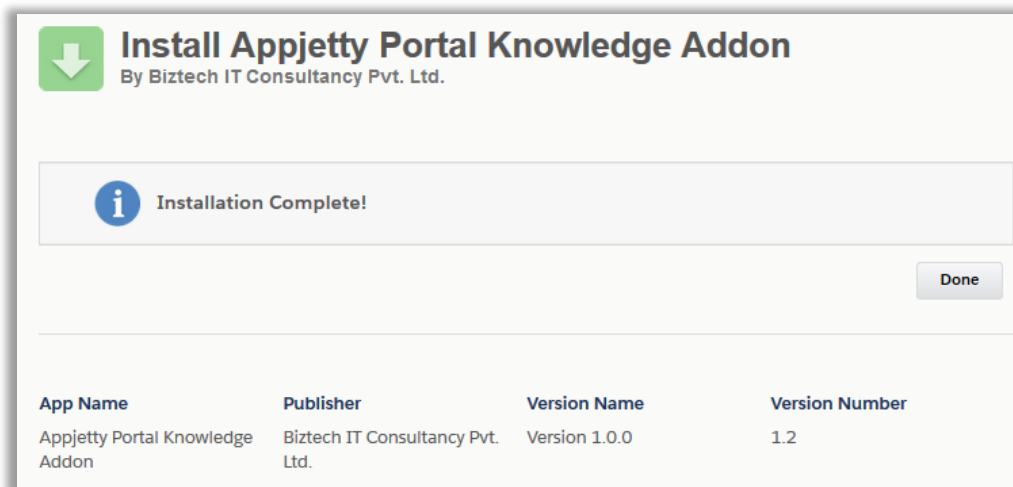 Install Appjetty Portal Knowledge Addon
By Biztech IT Consultancy Pvt. Ltd.
Installation Complete!
Done
App Name Publisher Version Name Version Number
Appjetty Portal Knowledge Biztech IT Consultancy Pvt. Version 1.0.0 1.2
Addon Ltd.